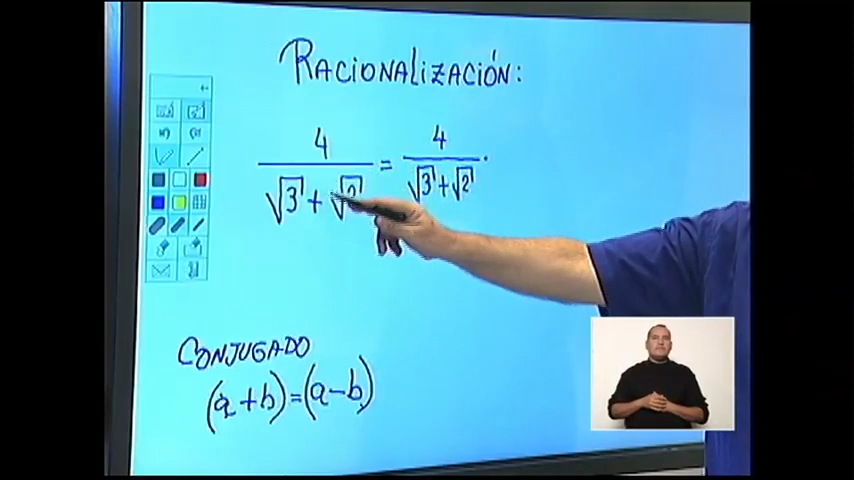 RACIONALIZACIÓN:
4 / √3 + √2 = 4 / √3 + √2 ·
CONJUGADO
(a + b) = (a - b)